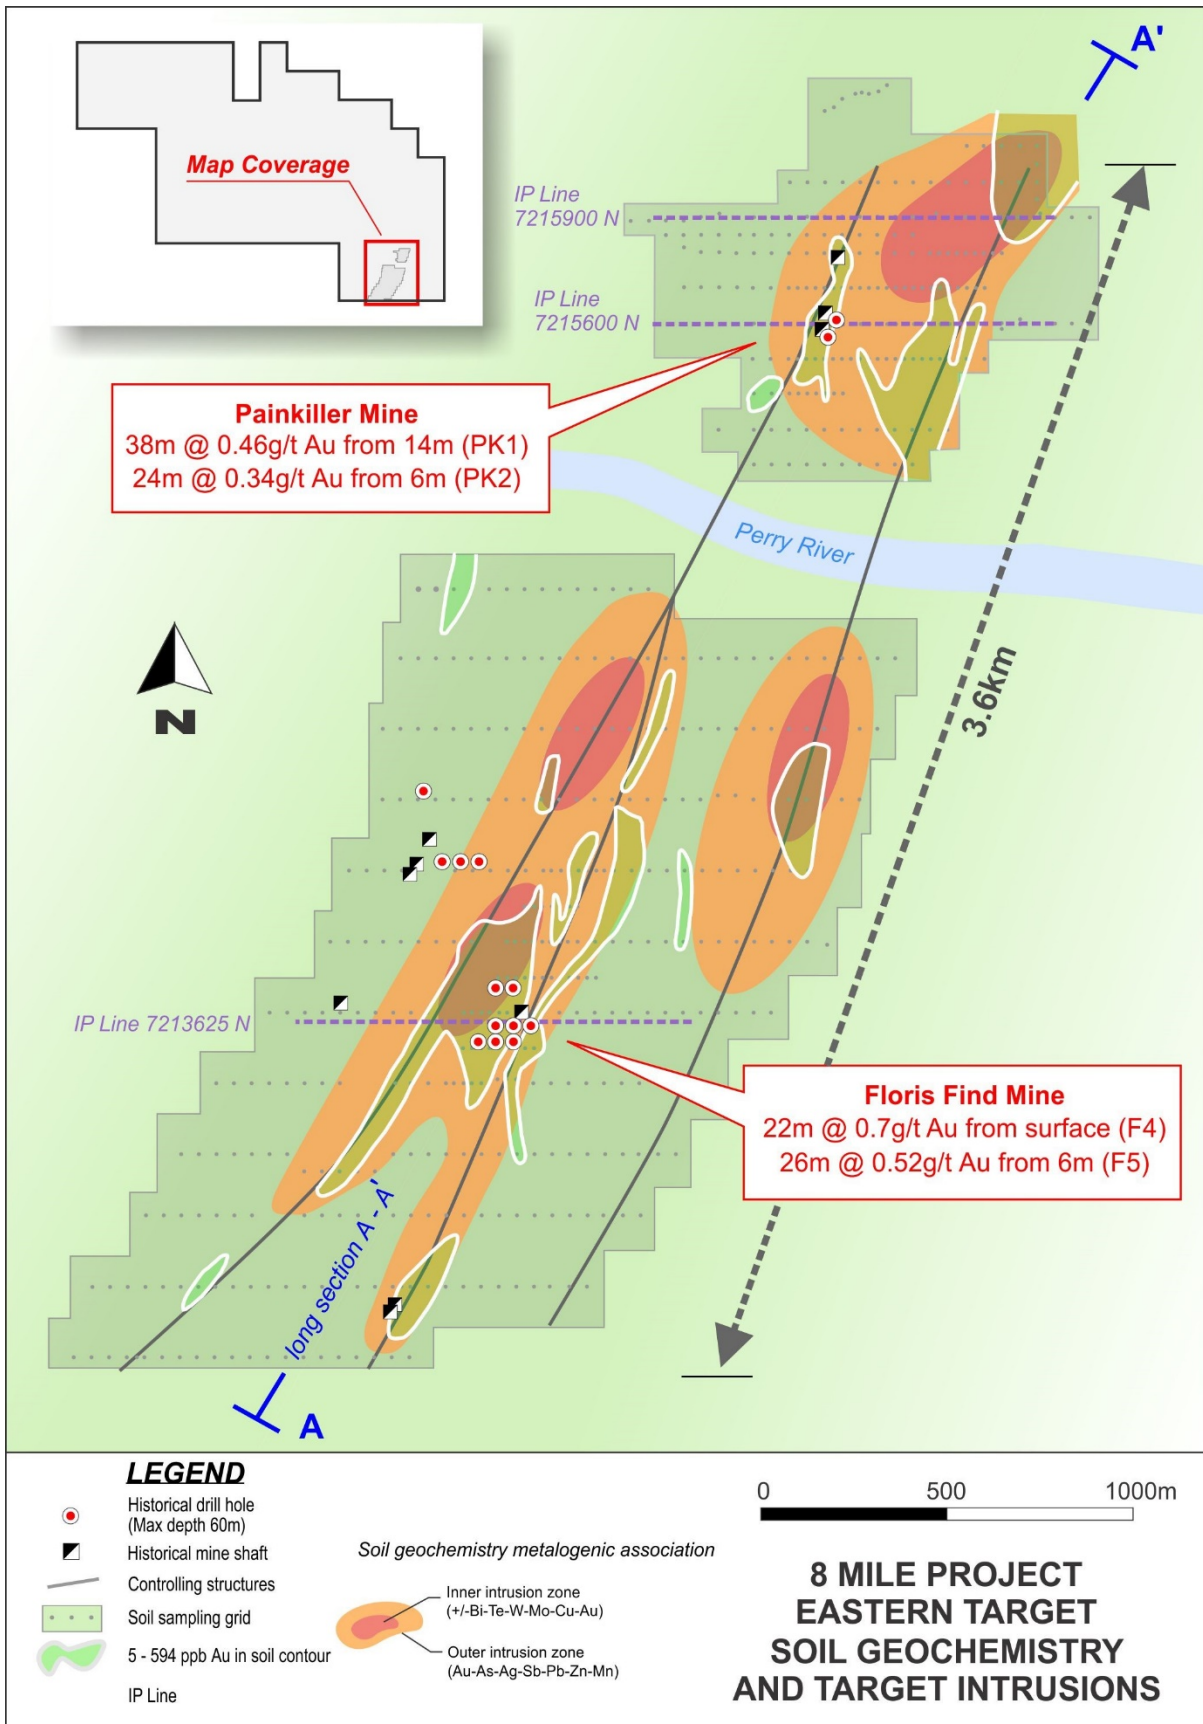 A'
Map Coverage
IP Line
7215900 N
IP Line
7215600 N
Painkiller Mine
38m @ 0.46g/t Au from 14m (PK1)
24m @ 0.34g/t Au from 6m (PK2)
Perry River
N
3.6km
IP Line 7213625 N
Floris Find Mine
22m @ 0.7g/t Au from surface (F4)
26m @ 0.52g/t Au from 6m (F5)
long section A - A'
A
LEGEND
Historical drill hole
(Max depth 60m)
Historical mine shaft
Controlling structures
Soil sampling grid
5 - 594 ppb Au in soil contour
IP Line
Soil geochemistry metalogenic association
Inner intrusion zone
(+/-Bi-Te-W-Mo-Cu-Au)
Outer intrusion zone
(Au-As-Ag-Sb-Pb-Zn-Mn)
0 500 1000m
8 MILE PROJECT
EASTERN TARGET
SOIL GEOCHEMISTRY
AND TARGET INTRUSIONS